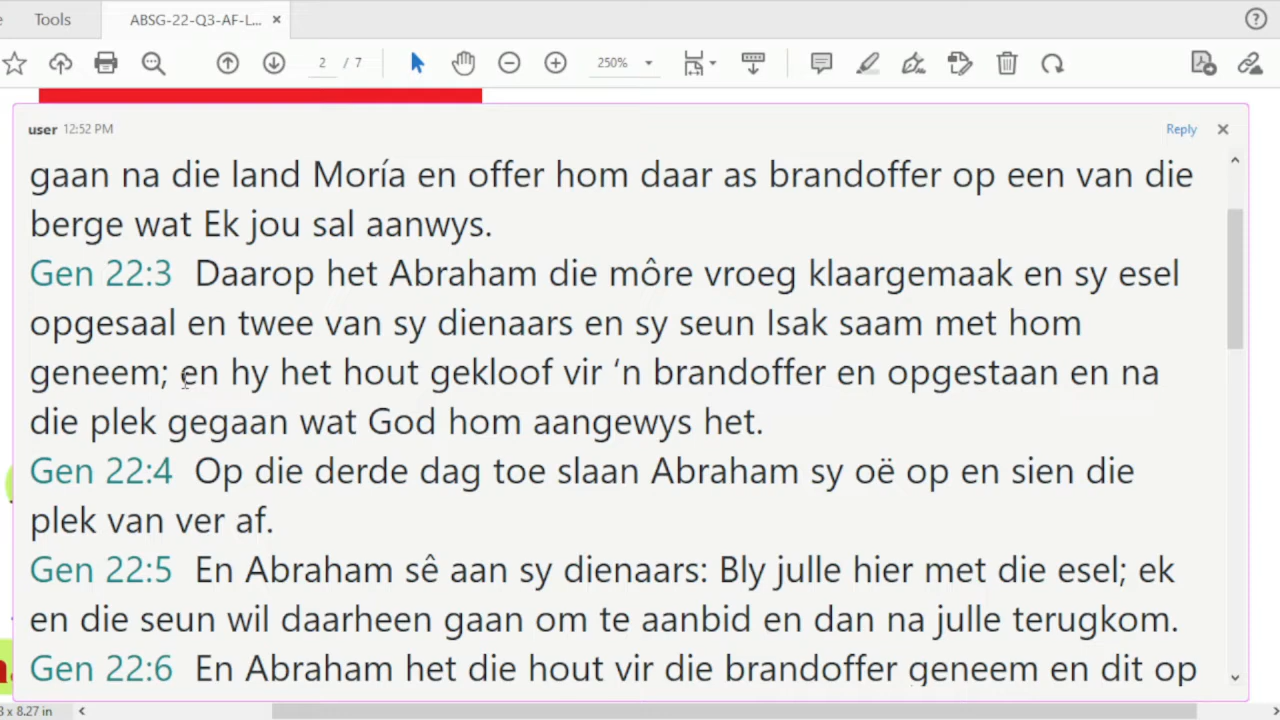 Tools
ABSG-22-Q3-AF-L...
2 / 7
250%
user 12:52 PM
Reply
gaan na die land Moría en offer hom daar as brandoffer op een van die
berge wat Ek jou sal aanwys.
Gen 22:3 Daarop het Abraham die môre vroeg klaargemaak en sy esel
opgesaal en twee van sy dienaars en sy seun Isak saam met hom
geneem; en hy het hout gekloof vir ‘n brandoffer en opgestaan en na
die plek gegaan wat God hom aangewys het.
Gen 22:4 Op die derde dag toe slaan Abraham sy oë op en sien die
plek van ver af.
Gen 22:5 En Abraham sê aan sy dienaars: Bly julle hier met die esel; ek
en die seun wil daarheen gaan om te aanbid en dan na julle terugkom.
Gen 22:6 En Abraham het die hout vir die brandoffer geneem en dit op
x 8.27 in